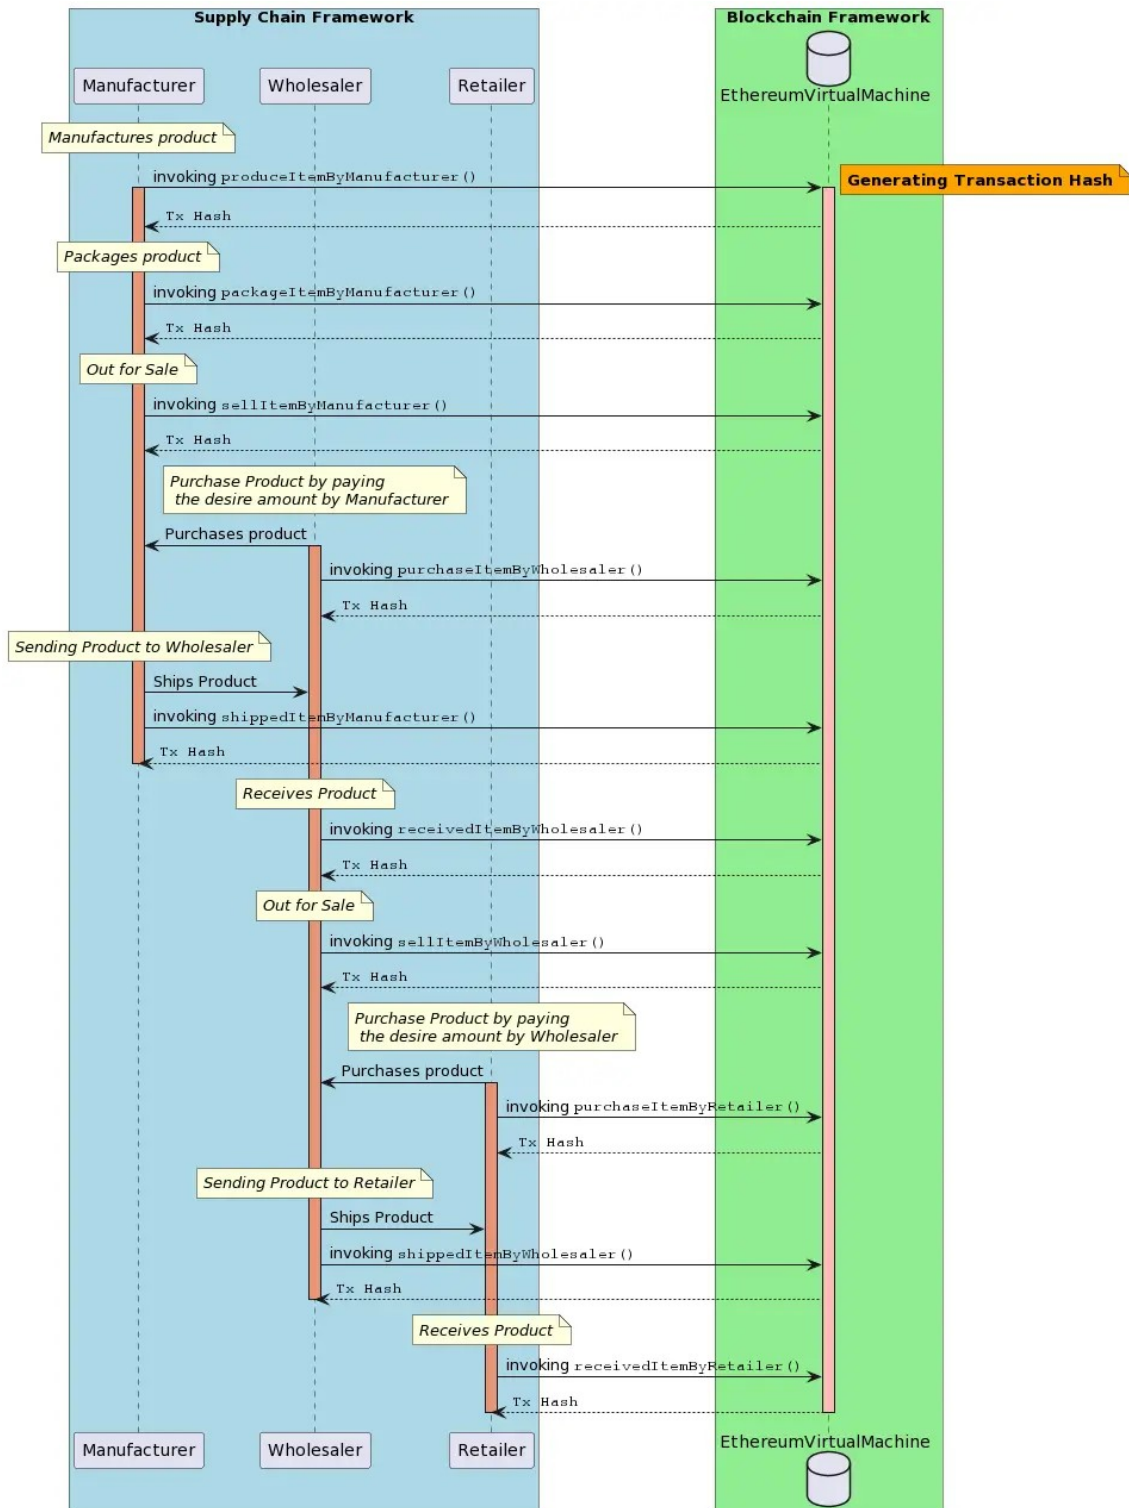 Supply Chain Framework
Blockchain Framework
Manufacturer
Wholesaler
Retailer
EthereumVirtualMachine
Manufactures product
invoking produceItemByManufacturer()
Generating Transaction Hash
Tx Hash
Packages product
invoking packageItemByManufacturer()
Tx Hash
Out for Sale
invoking sellItemByManufacturer()
Tx Hash
Purchase Product by paying
the desire amount by Manufacturer
Purchases product
invoking purchaseItemByWholesaler()
Tx Hash
Sending Product to Wholesaler
Ships Product
invoking shippedItemByManufacturer()
Tx Hash
Receives Product
invoking receivedItemByWholesaler()
Tx Hash
Out for Sale
invoking sellItemByWholesaler()
Tx Hash
Purchase Product by paying
the desire amount by Wholesaler
Purchases product
invoking purchaseItemByRetailer()
Tx Hash
Sending Product to Retailer
Ships Product
invoking shippedItemByWholesaler()
Tx Hash
Receives Product
invoking receivedItemByRetailer()
Tx Hash
Manufacturer
Wholesaler
Retailer
EthereumVirtualMachine